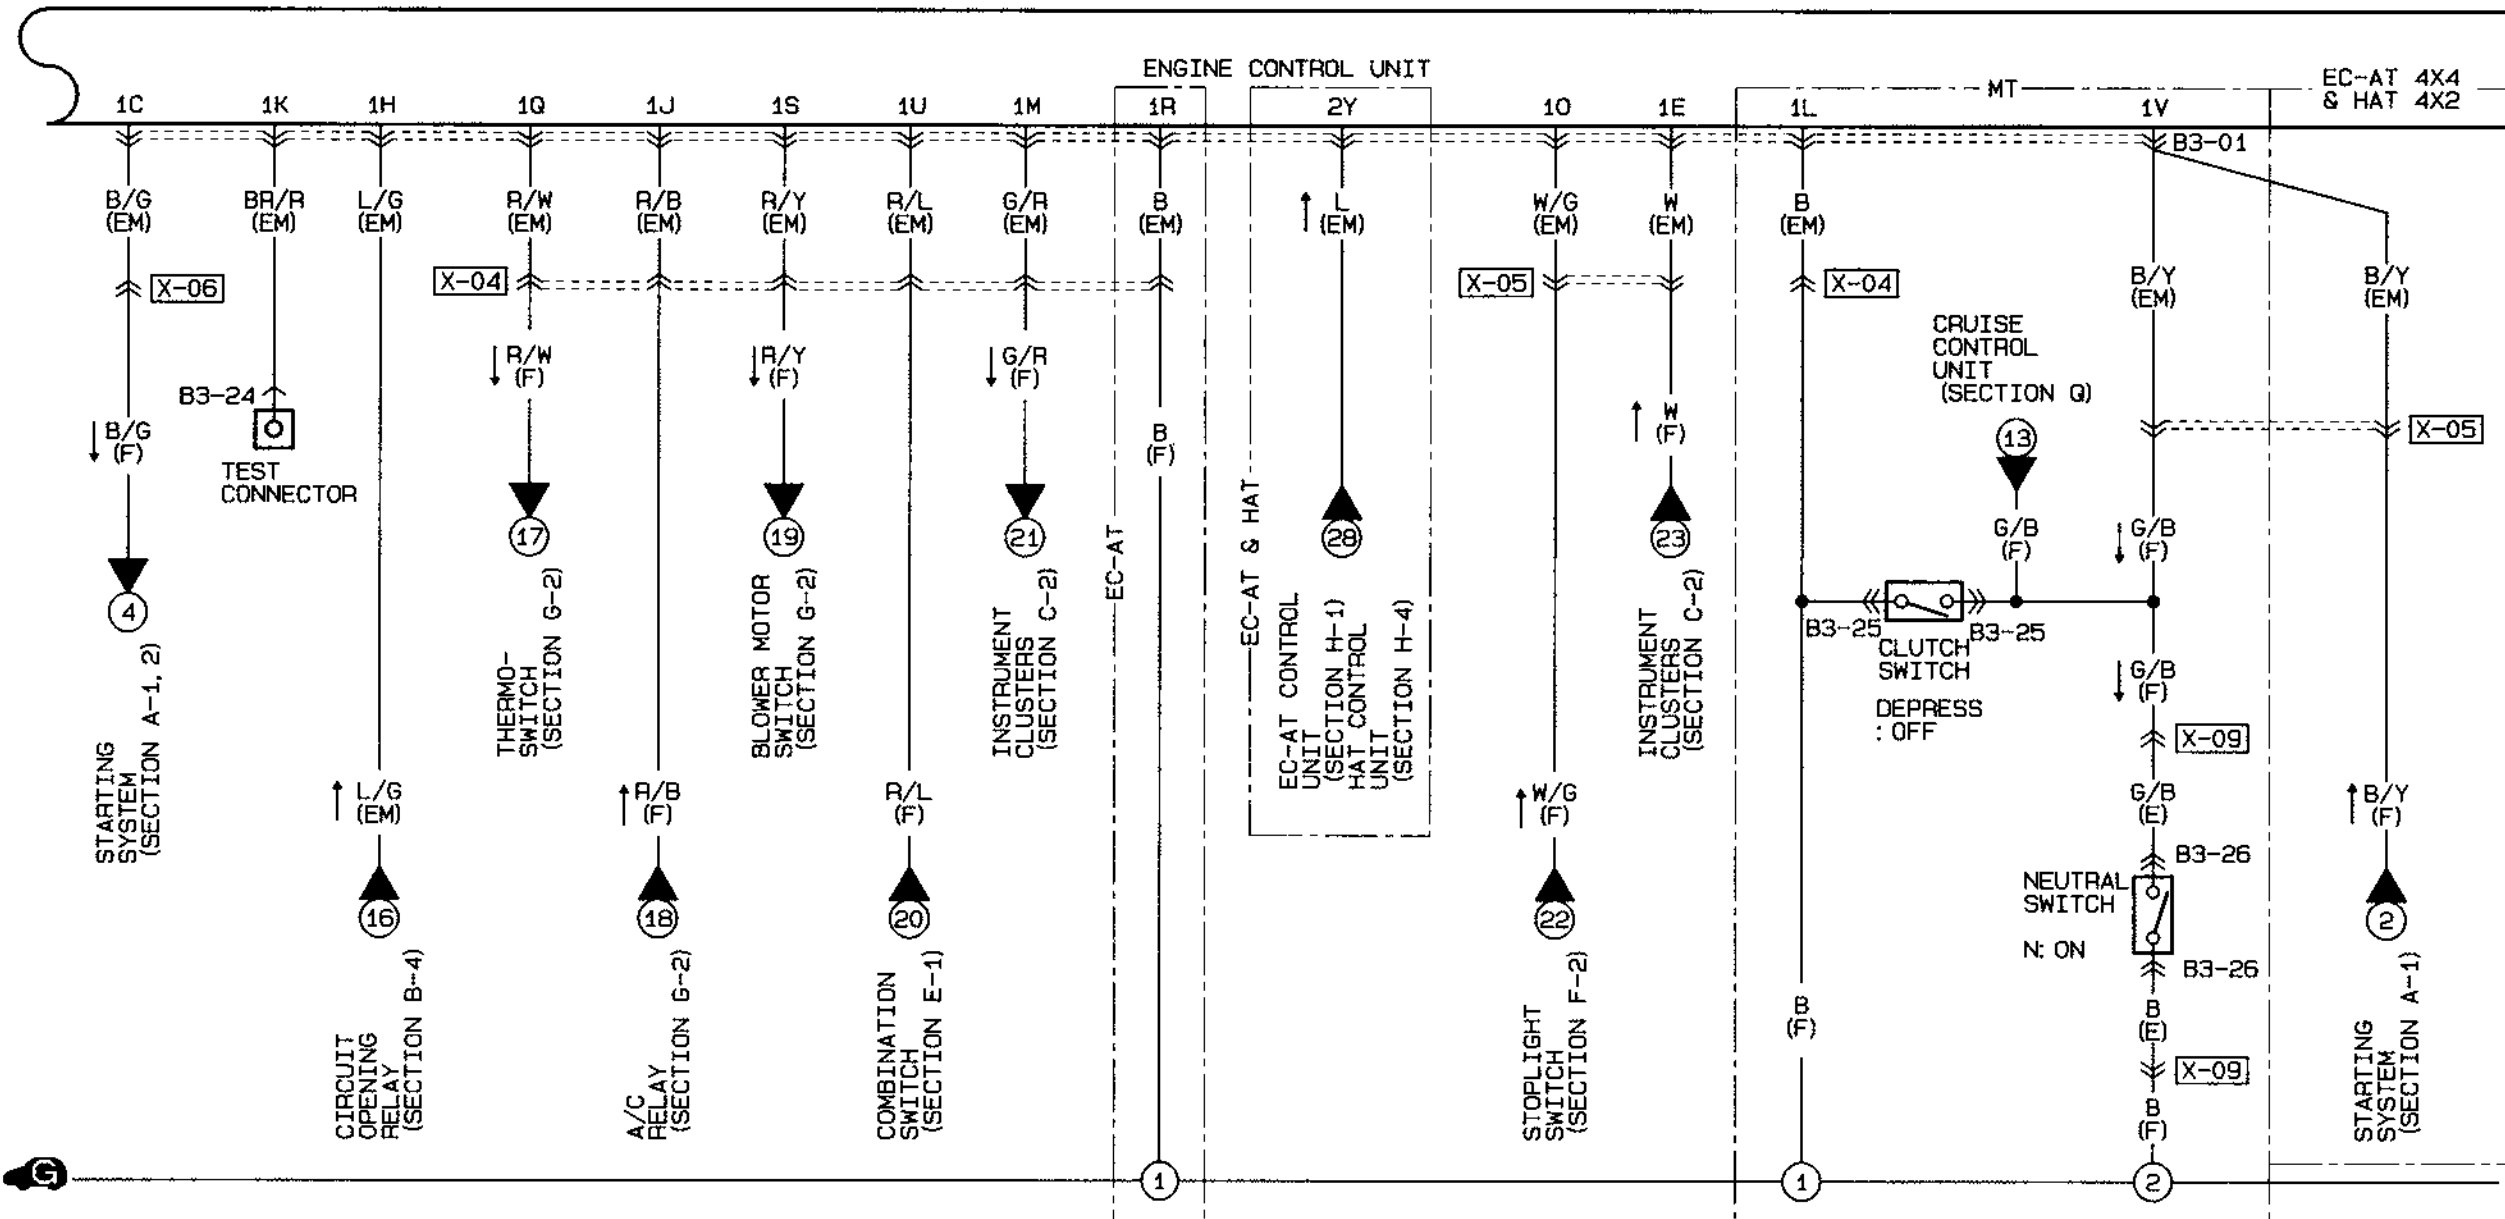 ENGINE CONTROL UNIT
MT
EC-AT 4X4
& HAT 4X2
1C
1K
1H
1Q
1J
1S
1U
1M
1R
2Y
1O
1E
1L
1V
B3-01
B/G
(EM)
BR/R
(EM)
L/G
(EM)
R/W
(EM)
R/B
(EM)
R/Y
(EM)
R/L
(EM)
G/R
(EM)
B
(EM)
L
(EM)
W/G
(EM)
W
(EM)
B
(EM)
B/Y
(EM)
B/Y
(EM)
X-06
X-04
X-05
X-04
CRUISE
CONTROL
UNIT
(SECTION Q)
13
X-05
R/W
(F)
R/Y
(F)
G/R
(F)
B3-24
TEST
CONNECTOR
B/G
(F)
W
(F)
B
(F)
17
19
21
28
23
G/B
(F)
G/B
(F)
4
EC-AT
EC-AT & HAT
STARTING
SYSTEM
(SECTION A-1, 2)
THERMO-
SWITCH
(SECTION G-2)
BLOWER MOTOR
SWITCH
(SECTION G-2)
INSTRUMENT
CLUSTERS
(SECTION C-2)
EC-AT CONTROL
UNIT
(SECTION H-1)
HAT CONTROL
UNIT
(SECTION H-4)
INSTRUMENT
CLUSTERS
(SECTION C-2)
B3-25
B3-25
CLUTCH
SWITCH
DEPRESS
: OFF
G/B
(F)
X-09
L/G
(EM)
R/B
(F)
R/L
(F)
W/G
(F)
G/B
(E)
B/Y
(F)
B3-26
NEUTRAL
SWITCH
N: ON
B3-26
16
18
20
22
2
CIRCUIT
OPENING
RELAY
(SECTION B-4)
A/C
RELAY
(SECTION G-2)
COMBINATION
SWITCH
(SECTION E-1)
STOPLIGHT
SWITCH
(SECTION F-2)
B
(F)
B
(E)
X-09
B
(F)
STARTING
SYSTEM
(SECTION A-1)
G
1
1
2